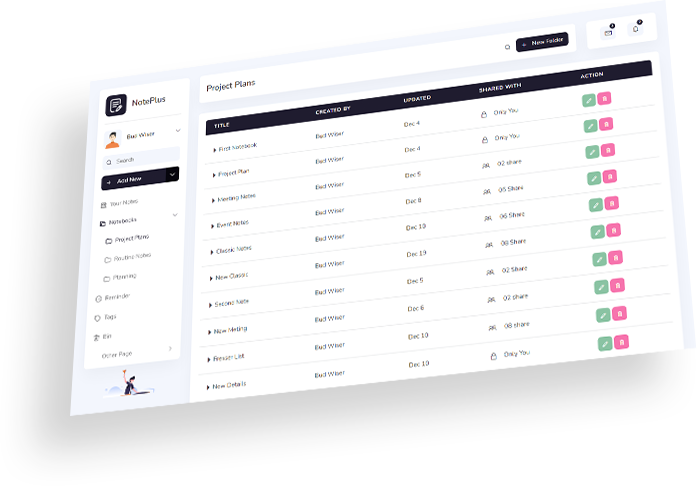 NotePlus
Bud Wiser
Search
+ Add New
Your Notes
Notebooks
Project Plans
Routine Notes
Planning
Reminder
Tags
Bin
Other Page
Project Plans
+ New Folder
TITLE CREATED BY UPDATED SHARED WITH ACTION
First Notebook Bud Wiser Dec 4 Only You
Project Plan Bud Wiser Dec 4 Only You
Meeting Notes Bud Wiser Dec 5 02 share
Event Notes Bud Wiser Dec 8 05 Share
Classic Notes Bud Wiser Dec 10 06 Share
New Classic Bud Wiser Dec 19 08 Share
Second Note Bud Wiser Dec 5 02 Share
New Meting Bud Wiser Dec 6 02 share
Freezer List Bud Wiser Dec 10 08 share
New Details Bud Wiser Dec 10 Only You